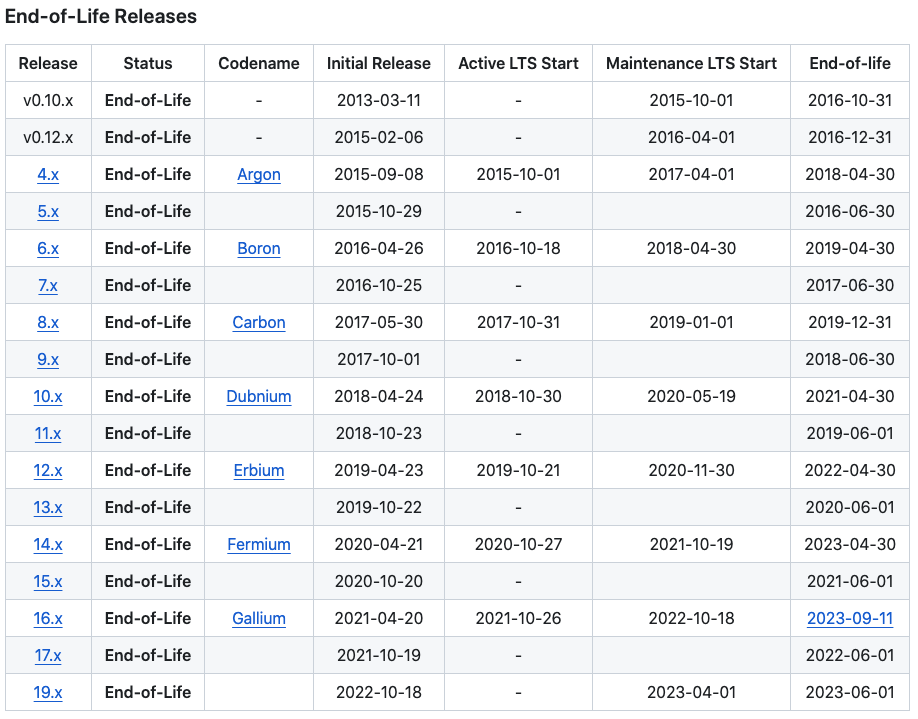 End-of-Life Releases
Release Status Codename Initial Release Active LTS Start Maintenance LTS Start End-of-life
v0.10.x End-of-Life - 2013-03-11 - 2015-10-01 2016-10-31
v0.12.x End-of-Life - 2015-02-06 - 2016-04-01 2016-12-31
4.x End-of-Life Argon 2015-09-08 2015-10-01 2017-04-01 2018-04-30
5.x End-of-Life 2015-10-29 - 2016-06-30
6.x End-of-Life Boron 2016-04-26 2016-10-18 2018-04-30 2019-04-30
7.x End-of-Life 2016-10-25 - 2017-06-30
8.x End-of-Life Carbon 2017-05-30 2017-10-31 2019-01-01 2019-12-31
9.x End-of-Life 2017-10-01 - 2018-06-30
10.x End-of-Life Dubnium 2018-04-24 2018-10-30 2020-05-19 2021-04-30
11.x End-of-Life 2018-10-23 - 2019-06-01
12.x End-of-Life Erbium 2019-04-23 2019-10-21 2020-11-30 2022-04-30
13.x End-of-Life 2019-10-22 - 2020-06-01
14.x End-of-Life Fermium 2020-04-21 2020-10-27 2021-10-19 2023-04-30
15.x End-of-Life 2020-10-20 - 2021-06-01
16.x End-of-Life Gallium 2021-04-20 2021-10-26 2022-10-18 2023-09-11
17.x End-of-Life 2021-10-19 - 2022-06-01
19.x End-of-Life 2022-10-18 - 2023-04-01 2023-06-01